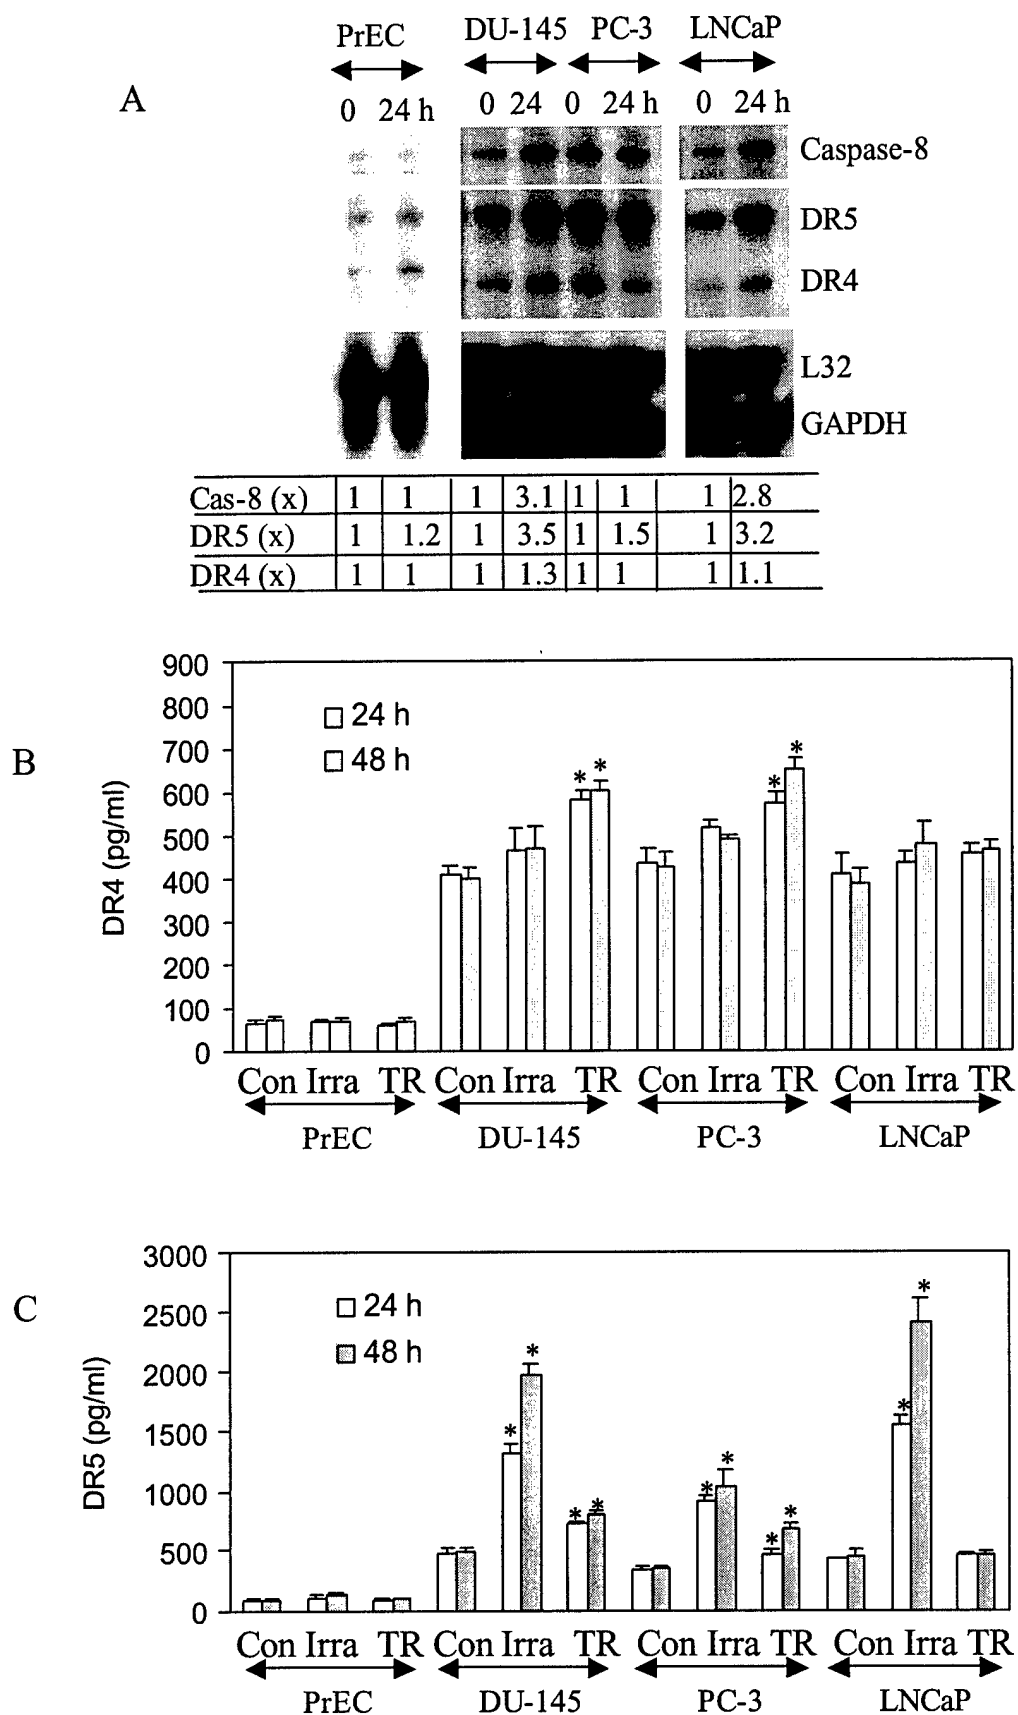 PrEC DU-145 PC-3 LNCaP
A
0 24 h 0 24 0 24 h 0 24 h
Caspase-8
DR5
DR4
L32
GAPDH
Cas-8 (x) 1 1 1 3.1 1 1 1 2.8
DR5 (x) 1 1.2 1 3.5 1 1.5 1 3.2
DR4 (x) 1 1 1 1.3 1 1 1 1.1
B
DR4 (pg/ml)
900
800
700
600
500
400
300
200
100
0
24 h
48 h
* * * *
Con Irra TR Con Irra TR Con Irra TR Con Irra TR
PrEC DU-145 PC-3 LNCaP
C
DR5 (pg/ml)
3000
2500
2000
1500
1000
500
0
24 h
48 h
* * * * * * * * * *
Con Irra TR Con Irra TR Con Irra TR Con Irra TR
PrEC DU-145 PC-3 LNCaP